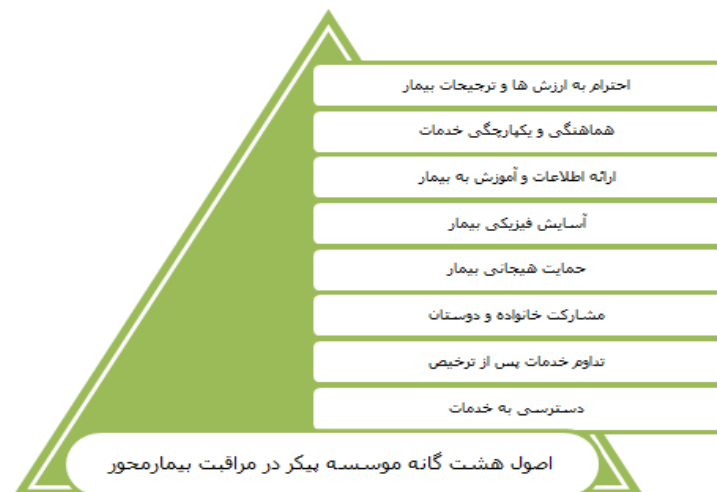 احترام به ارزش ها و ترجیحات بیمار
هماهنگی و یکپارچگی خدمات
ارائه اطلاعات و آموزش به بیمار
آسایش فیزیکی بیمار
حمایت هیجانی بیمار
مشارکت خانواده و دوستان
تداوم خدمات پس از ترخیص
دسترسی به خدمات
اصول هشت گانه موسسه پیکر در مراقبت بیمارمحور